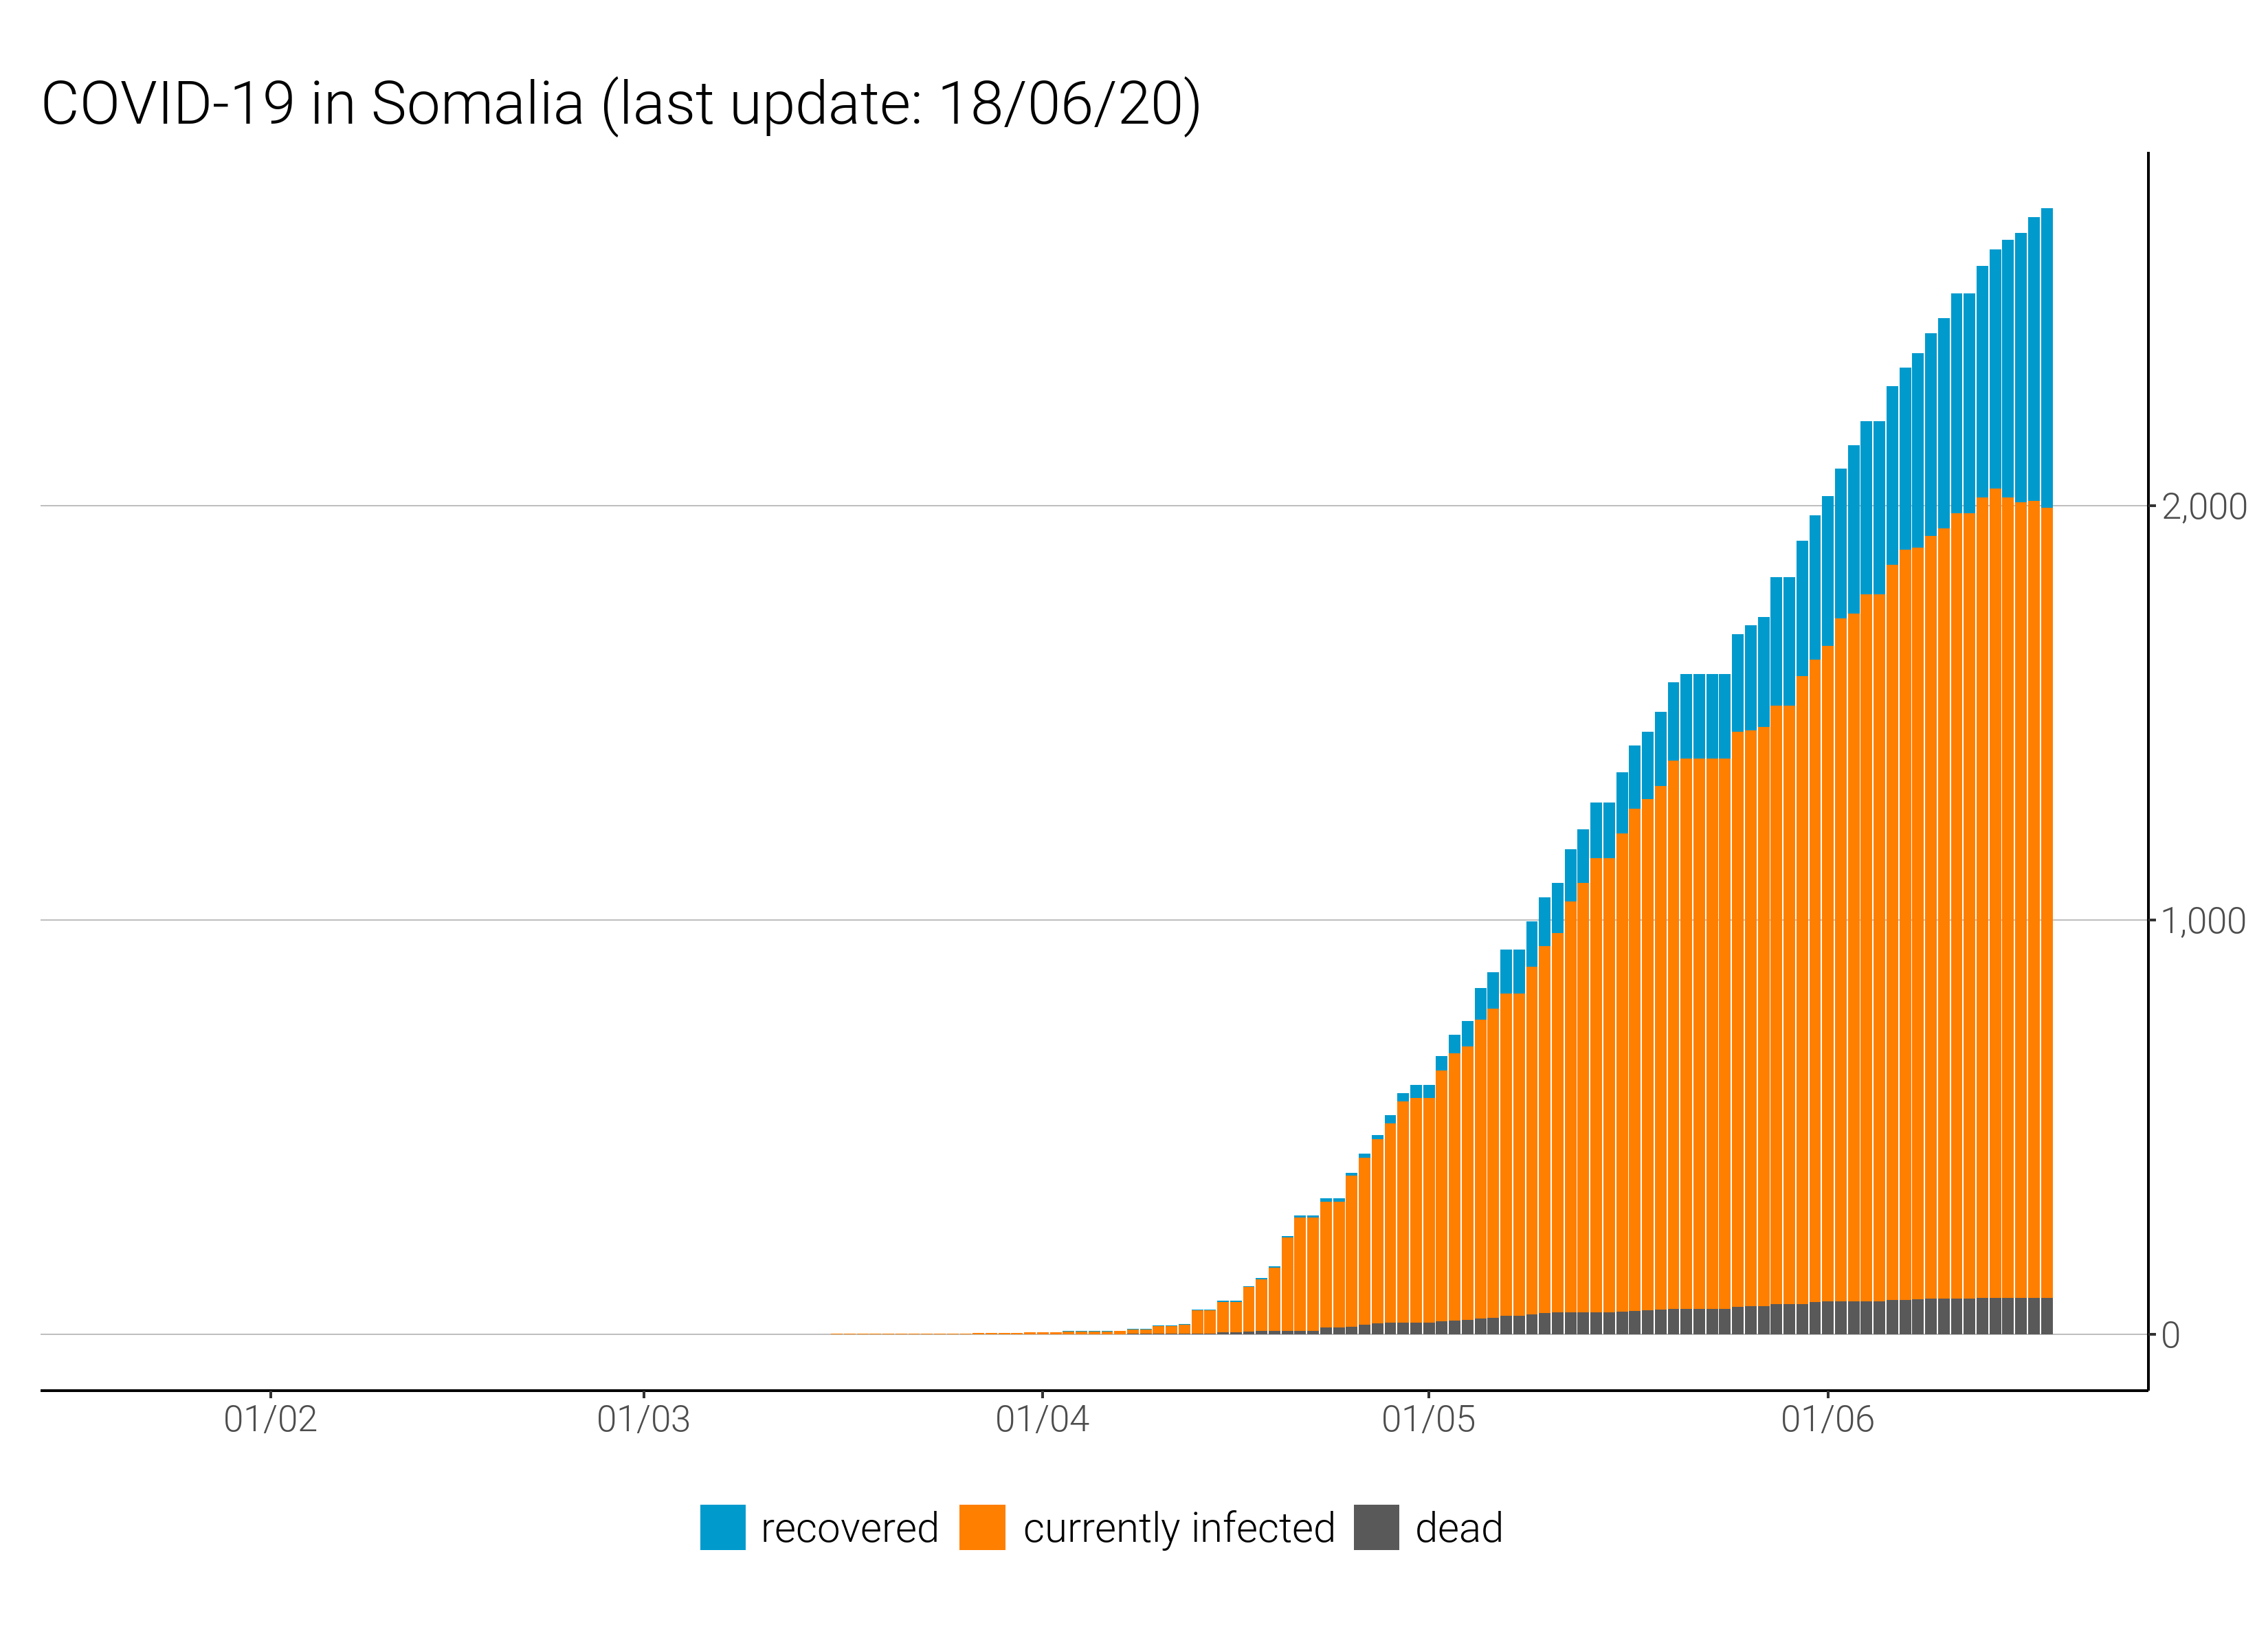 COVID-19 in Somalia (last update: 18/06/20)
2,000
1,000
0
01/02 01/03 01/04 01/05 01/06
recovered currently infected dead